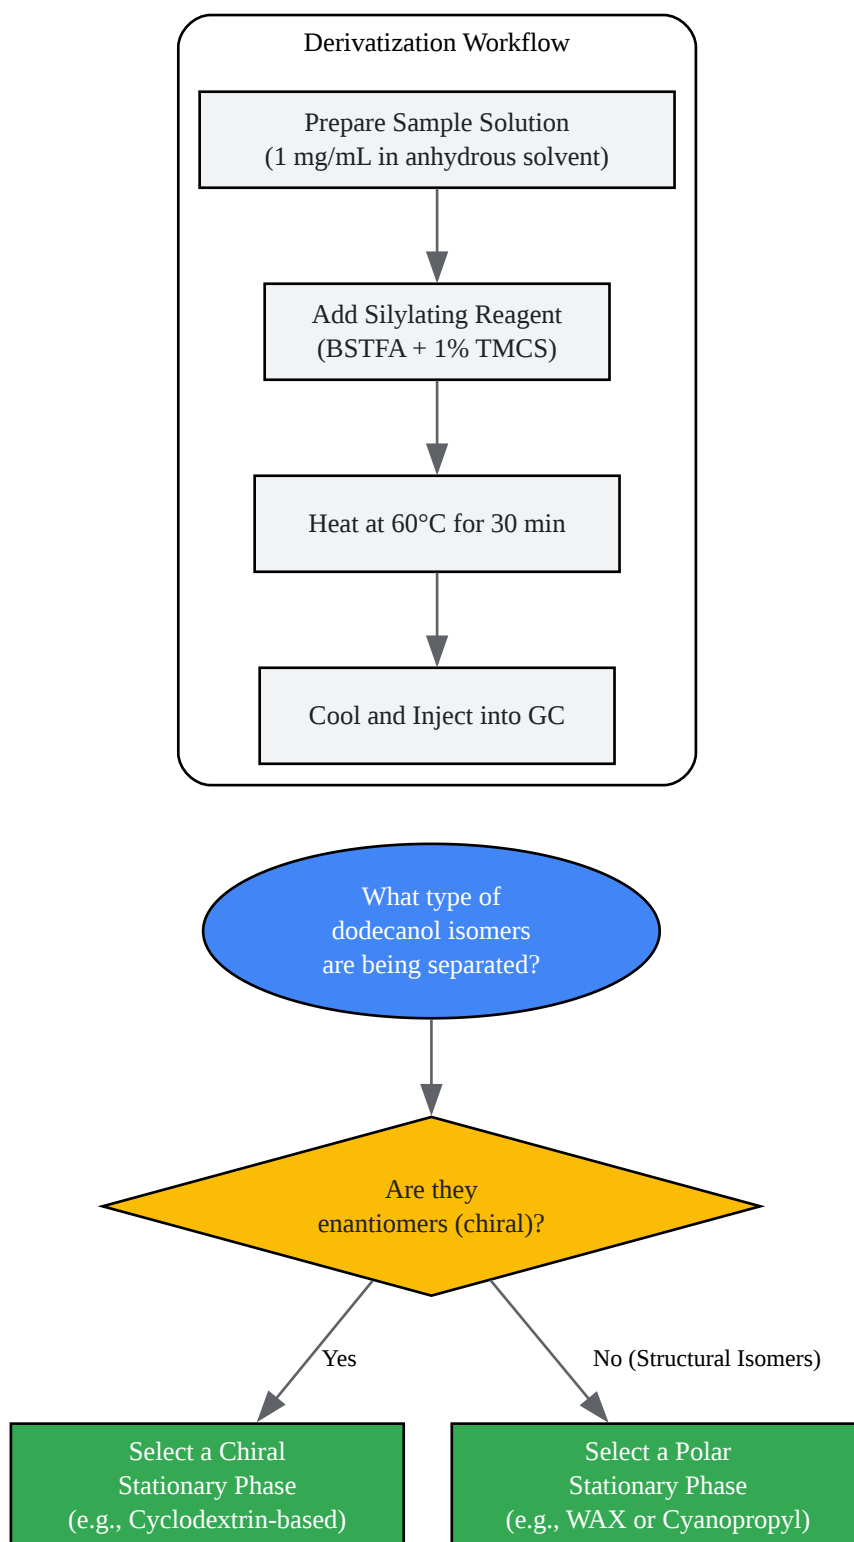 Derivatization Workflow
Prepare Sample Solution
(1 mg/mL in anhydrous solvent)
Add Silylating Reagent
(BSTFA + 1% TMCS)
Heat at 60°C for 30 min
Cool and Inject into GC
What type of
dodecanol isomers
are being separated?
Are they
enantiomers (chiral)?
Yes
No (Structural Isomers)
Select a Chiral
Stationary Phase
(e.g., Cyclodextrin-based)
Select a Polar
Stationary Phase
(e.g., WAX or Cyanopropyl)